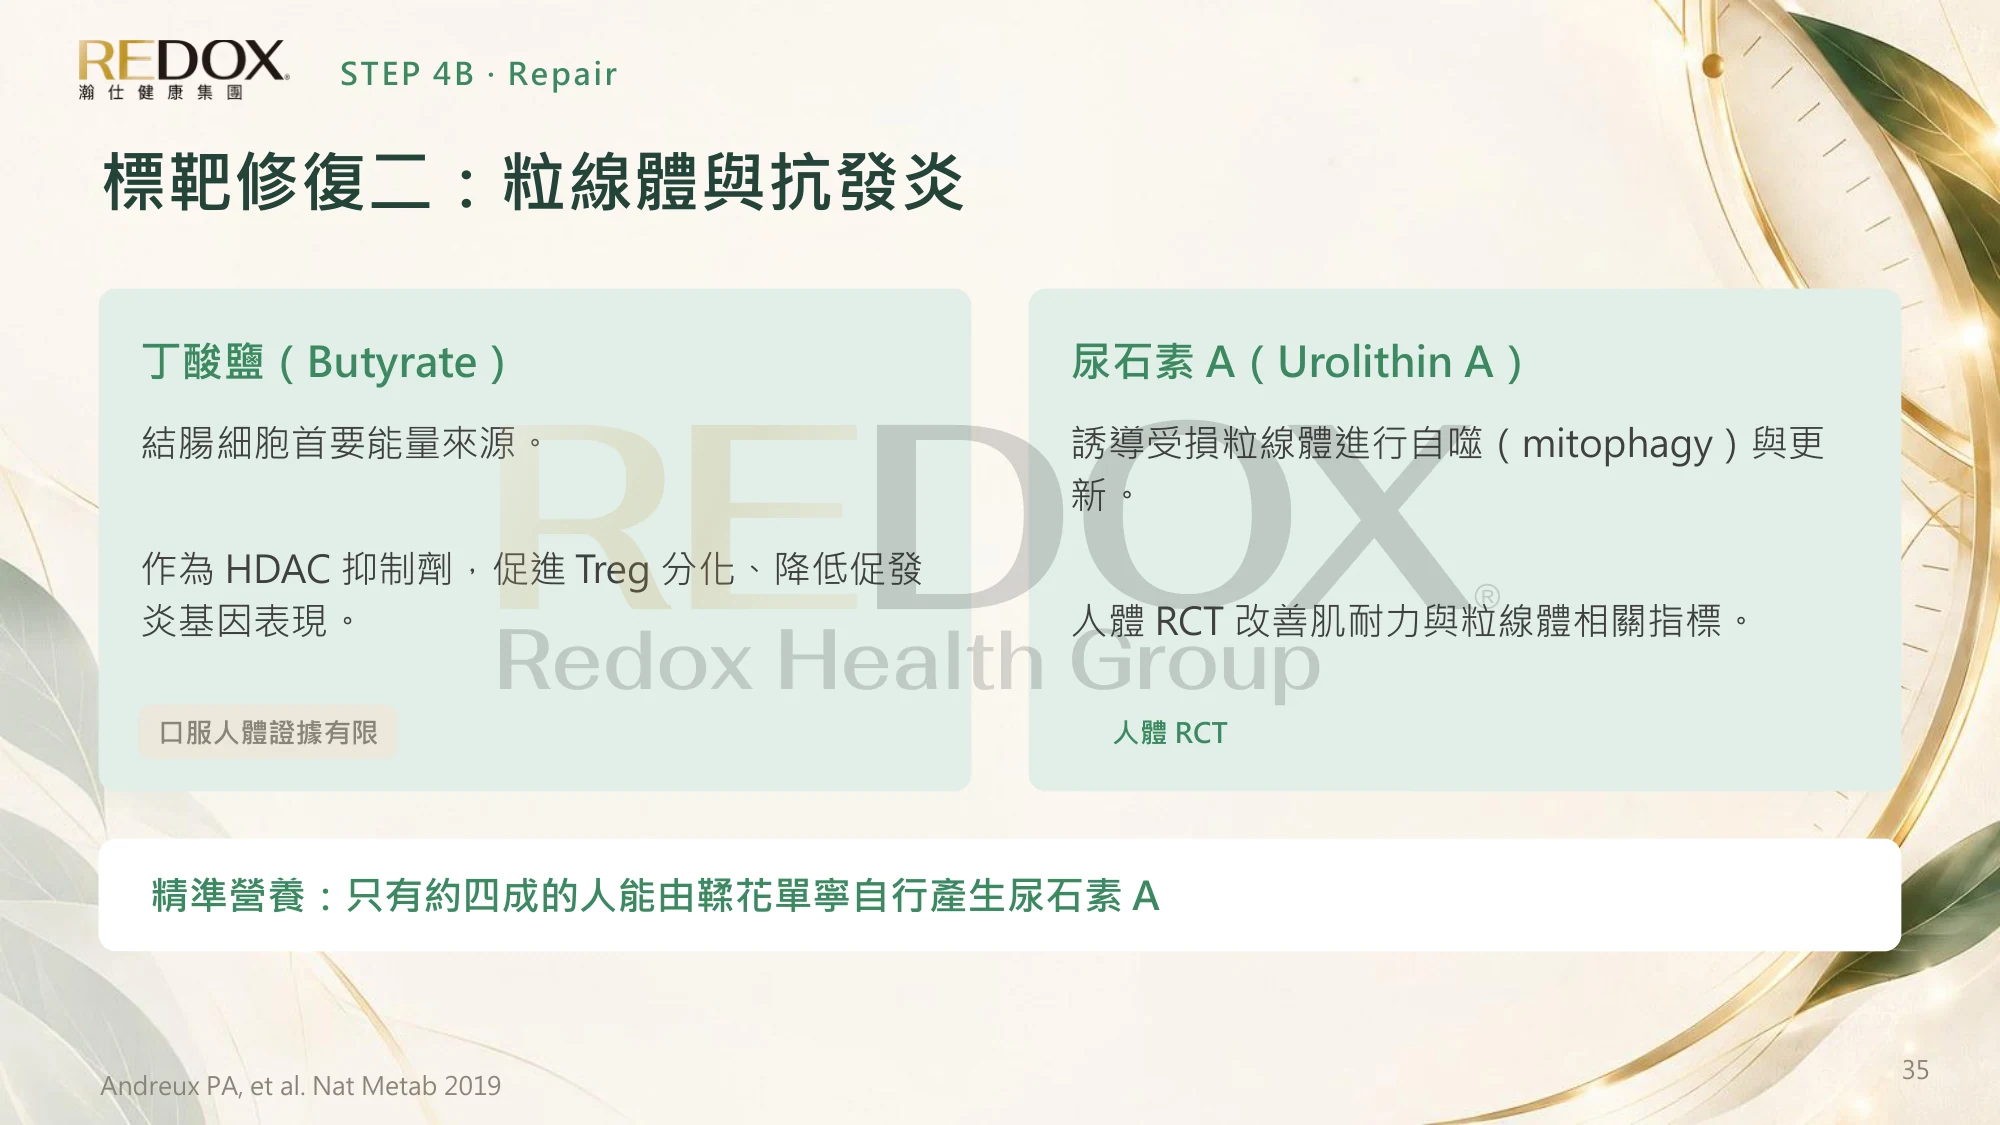 REDOX®
瀚仕健康集團
STEP 4B · Repair
標靶修復二：粒線體與抗發炎
丁酸鹽（Butyrate）
結腸細胞首要能量來源。
作為 HDAC 抑制劑，促進 Treg 分化、降低促發
炎基因表現。
口服人體證據有限
尿石素 A（Urolithin A）
誘導受損粒線體進行自噬（mitophagy）與更
新。
人體 RCT 改善肌耐力與粒線體相關指標。
人體 RCT
REDOX®
Redox Health Group
精準營養：只有約四成的人能由鞣花單寧自行產生尿石素 A
Andreux PA, et al. Nat Metab 2019
35